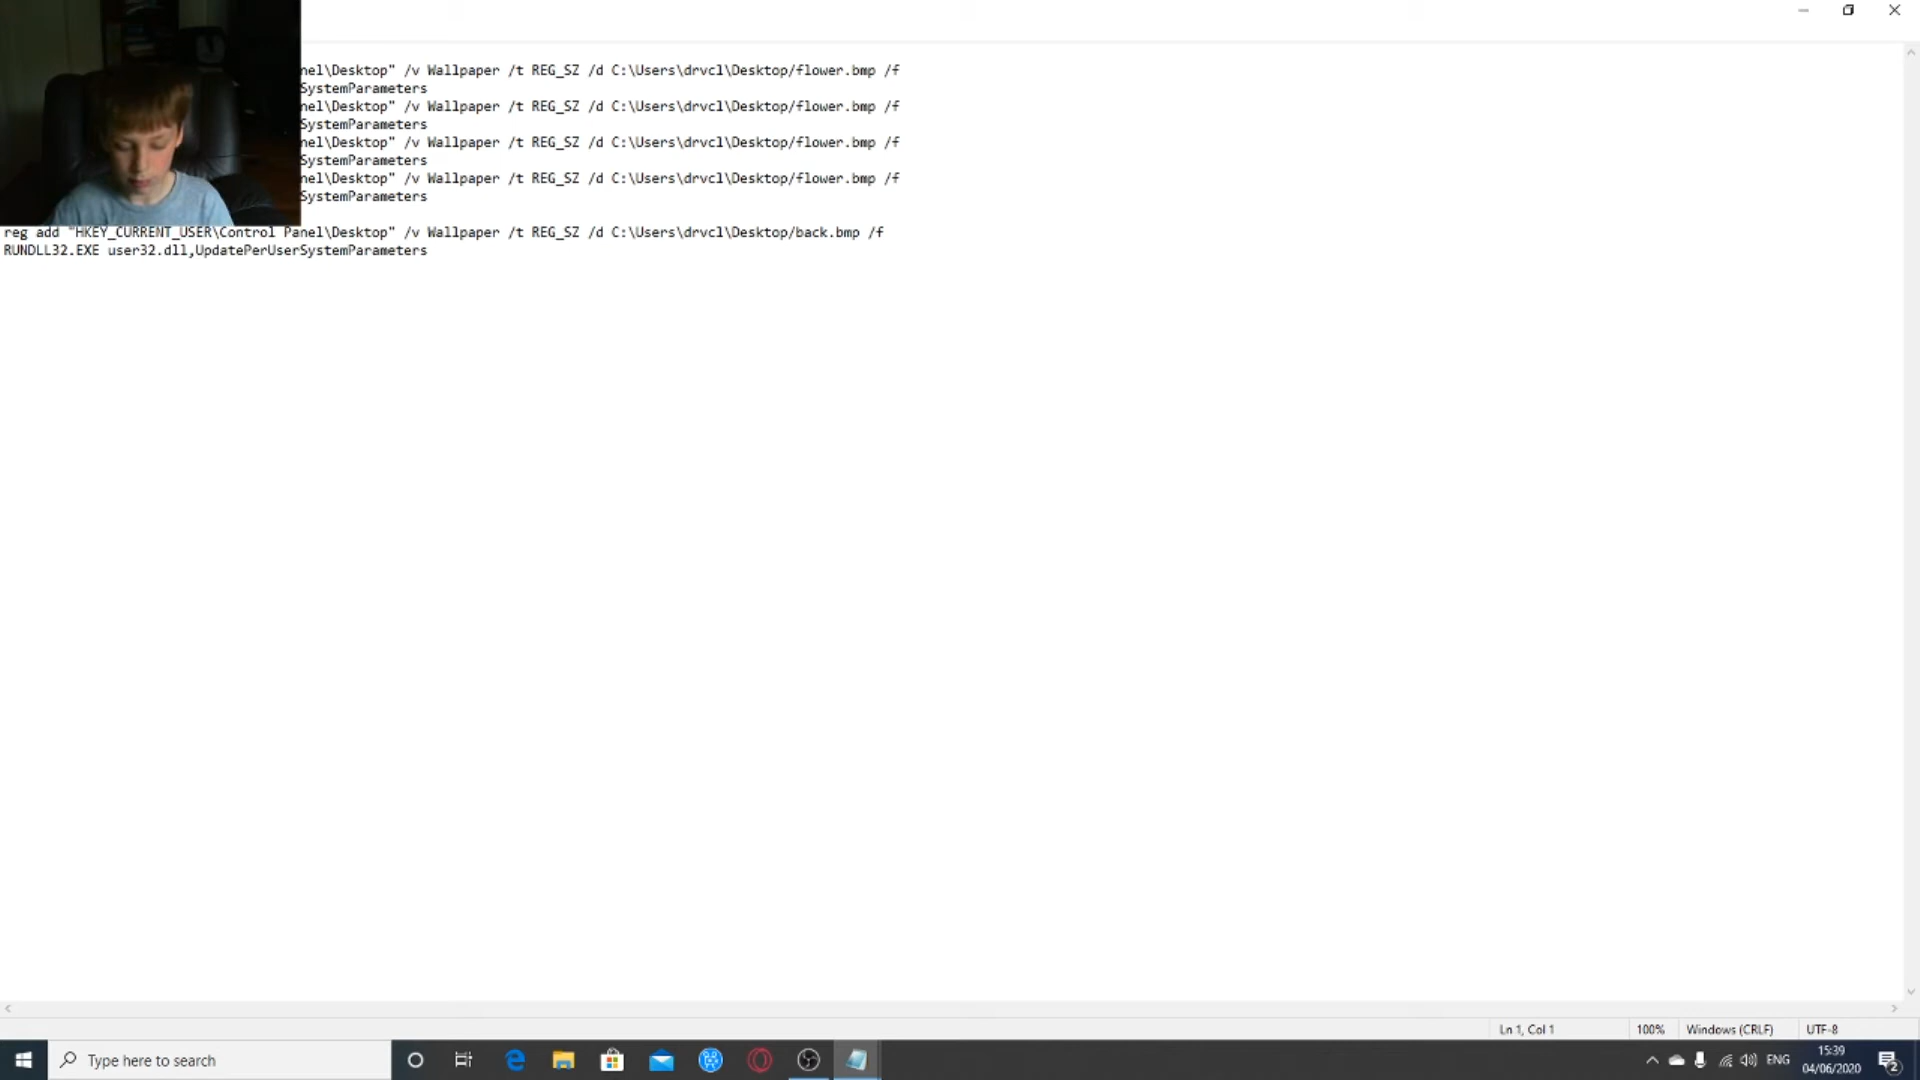 nel\Desktop" /v Wallpaper /t REG_SZ /d C:\Users\drvcl\Desktop/flower.bmp /f
SystemParameters
nel\Desktop" /v Wallpaper /t REG_SZ /d C:\Users\drvcl\Desktop/flower.bmp /f
SystemParameters
nel\Desktop" /v Wallpaper /t REG_SZ /d C:\Users\drvcl\Desktop/flower.bmp /f
SystemParameters
nel\Desktop" /v Wallpaper /t REG_SZ /d C:\Users\drvcl\Desktop/flower.bmp /f
SystemParameters
reg add "HKEY_CURRENT_USER\Control Panel\Desktop" /v Wallpaper /t REG_SZ /d C:\Users\drvcl\Desktop/back.bmp /f
RUNDLL32.EXE user32.dll,UpdatePerUserSystemParameters
Ln 1, Col 1 100% Windows (CRLF) UTF-8
Type here to search
ENG
15:39
04/06/2020
2